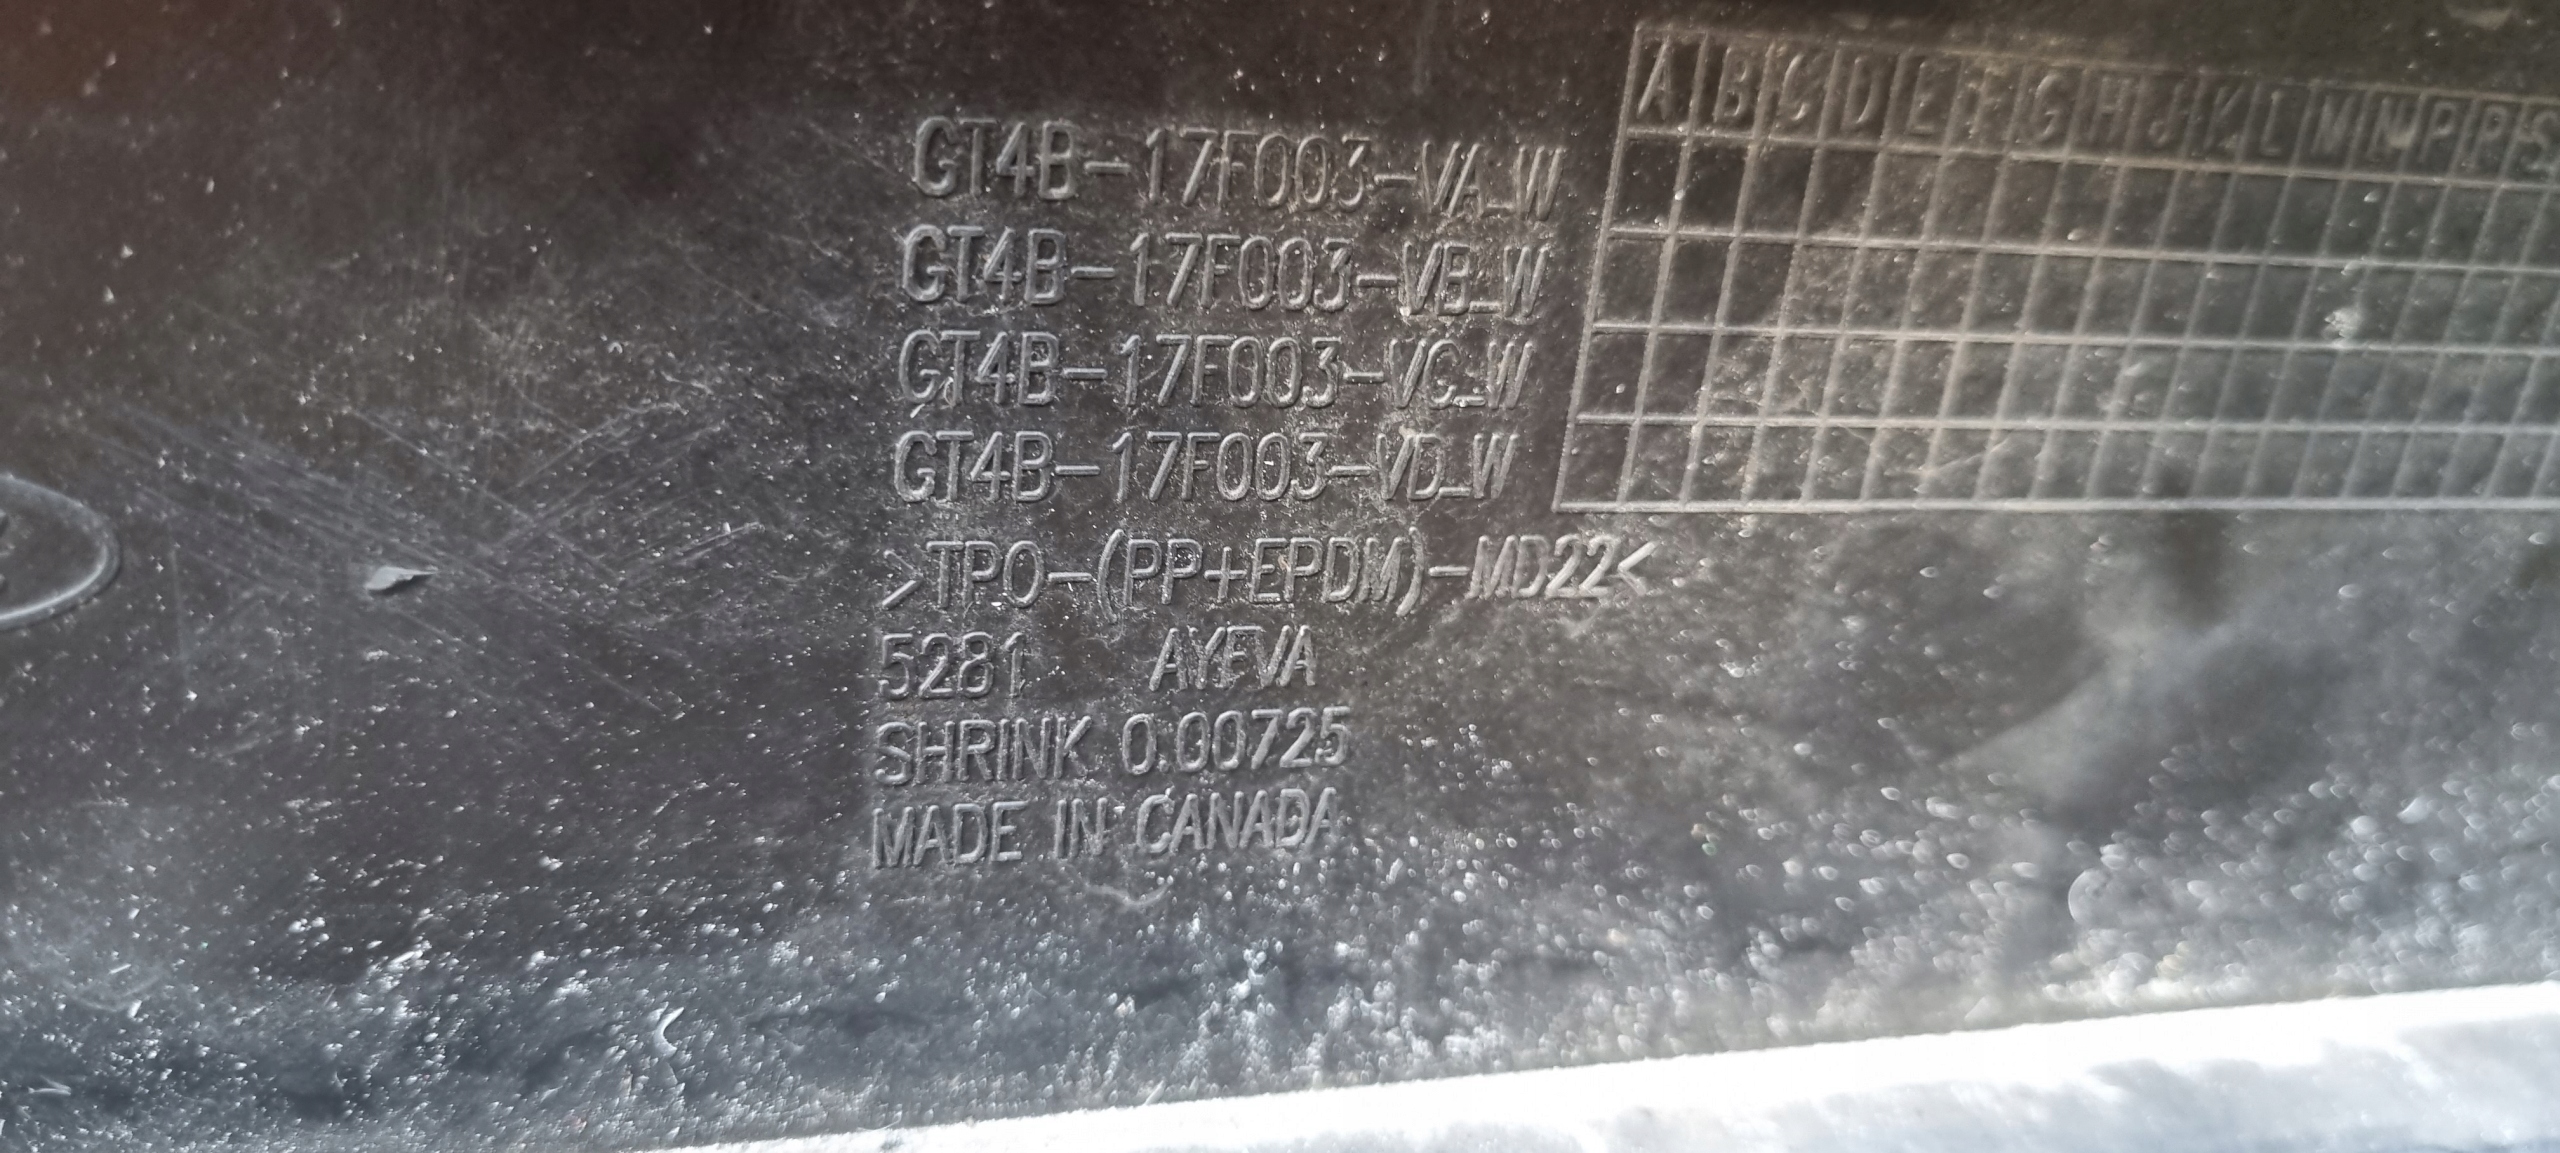 A B C D E F G H J K L M N P R S
GT4B-17F003-VA_W
GT4B-17F003-VB_W
GT4B-17F003-VC_W
GT4B-17F003-VD_W
>TPO-(PP+EPDM)-MD22<
5281 AYFVA
SHRINK 0.00725
MADE IN CANADA